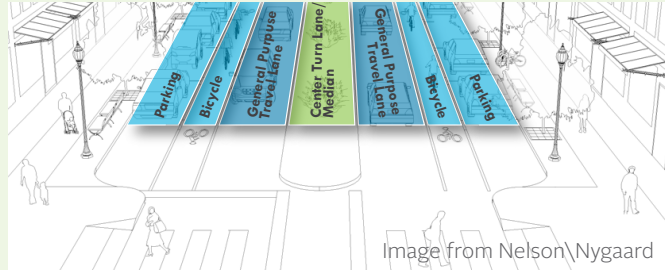 Parking
Bicycle
General Purpose
Travel Lane
Center Turn Lane/
Median
General Purpose
Travel Lane
Bicycle
Parking
Image from Nelson\Nygaard